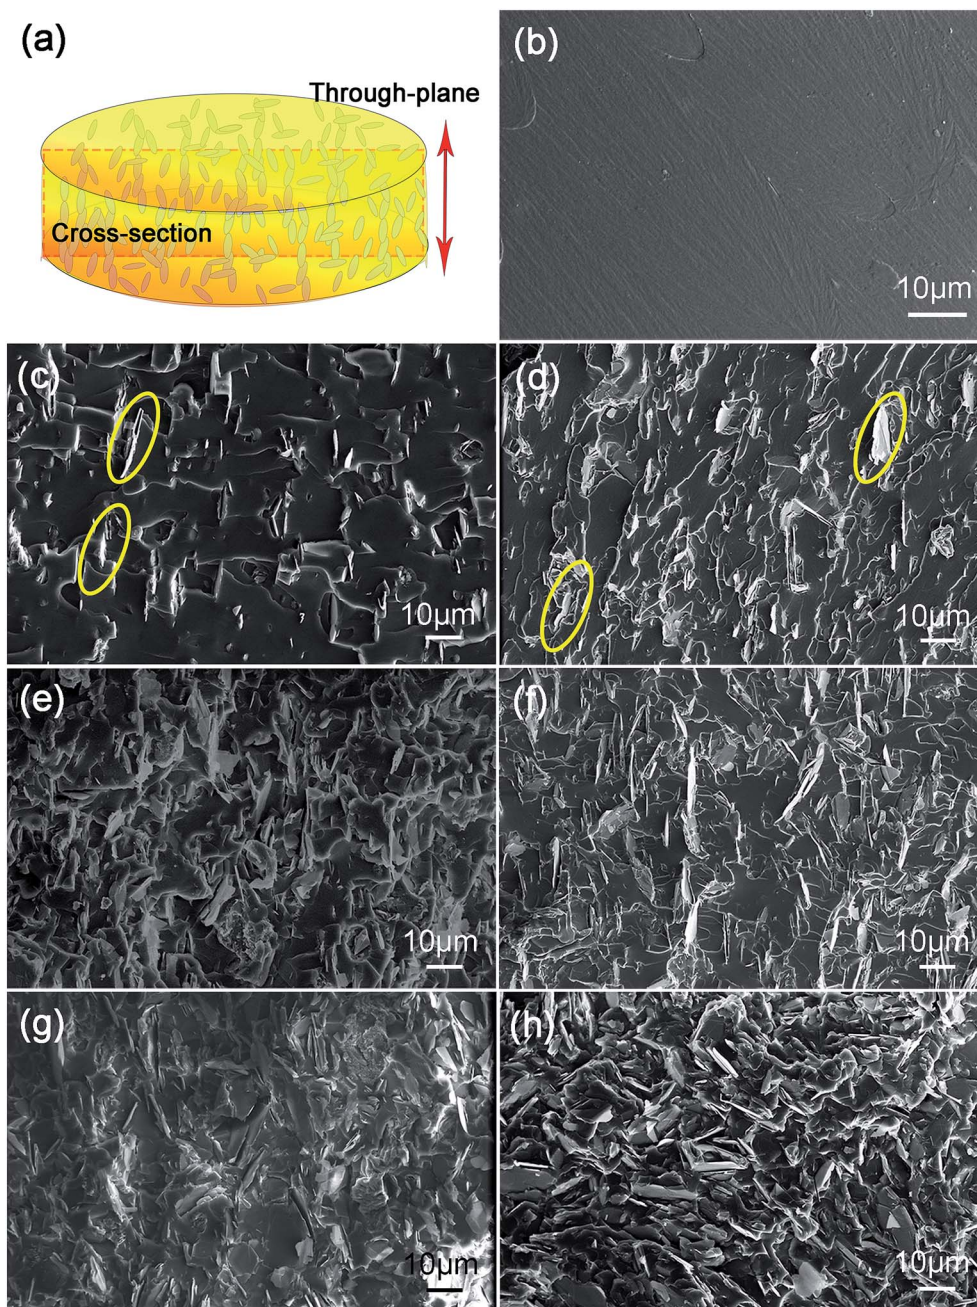 (a)
Through-plane
Cross-section
(b)
10μm
(c)
10μm
(d)
10μm
(e)
10μm
(f)
10μm
(g)
10μm
(h)
10μm